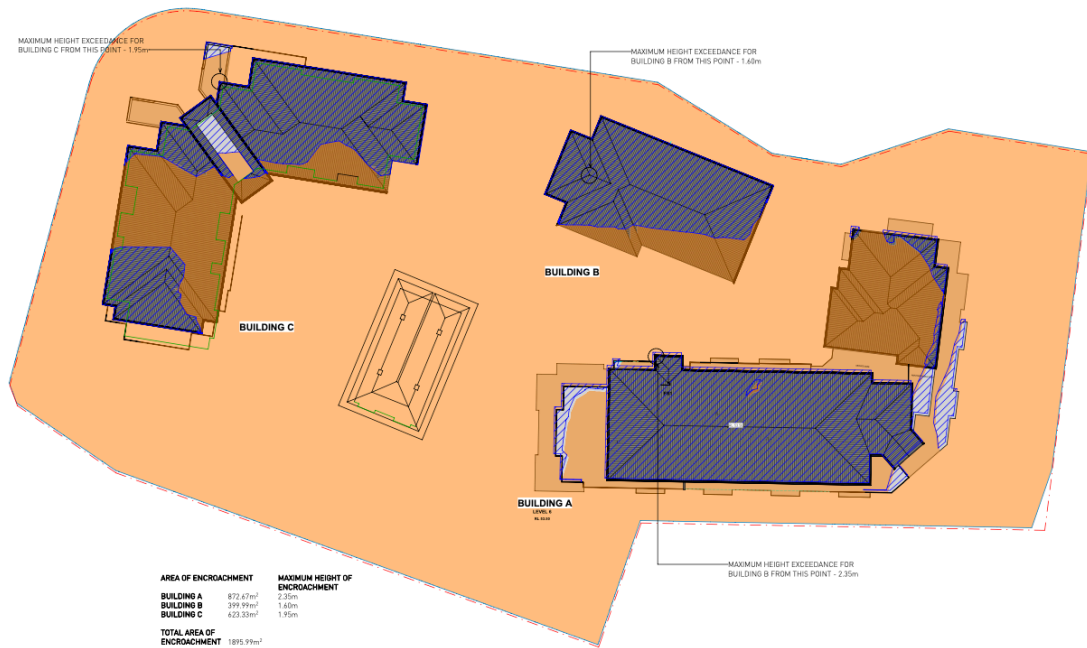 MAXIMUM HEIGHT EXCEEDANCE FOR
BUILDING C FROM THIS POINT - 1.95m
MAXIMUM HEIGHT EXCEEDANCE FOR
BUILDING B FROM THIS POINT - 1.60m
BUILDING B
BUILDING C
BUILDING A
LEVEL 6
MAXIMUM HEIGHT EXCEEDANCE FOR
BUILDING B FROM THIS POINT - 2.35m
AREA OF ENCROACHMENT MAXIMUM HEIGHT OF
ENCROACHMENT
BUILDING A 872.67m² 2.35m
BUILDING B 399.99m² 1.60m
BUILDING C 623.33m² 1.95m
TOTAL AREA OF
ENCROACHMENT 1895.99m²